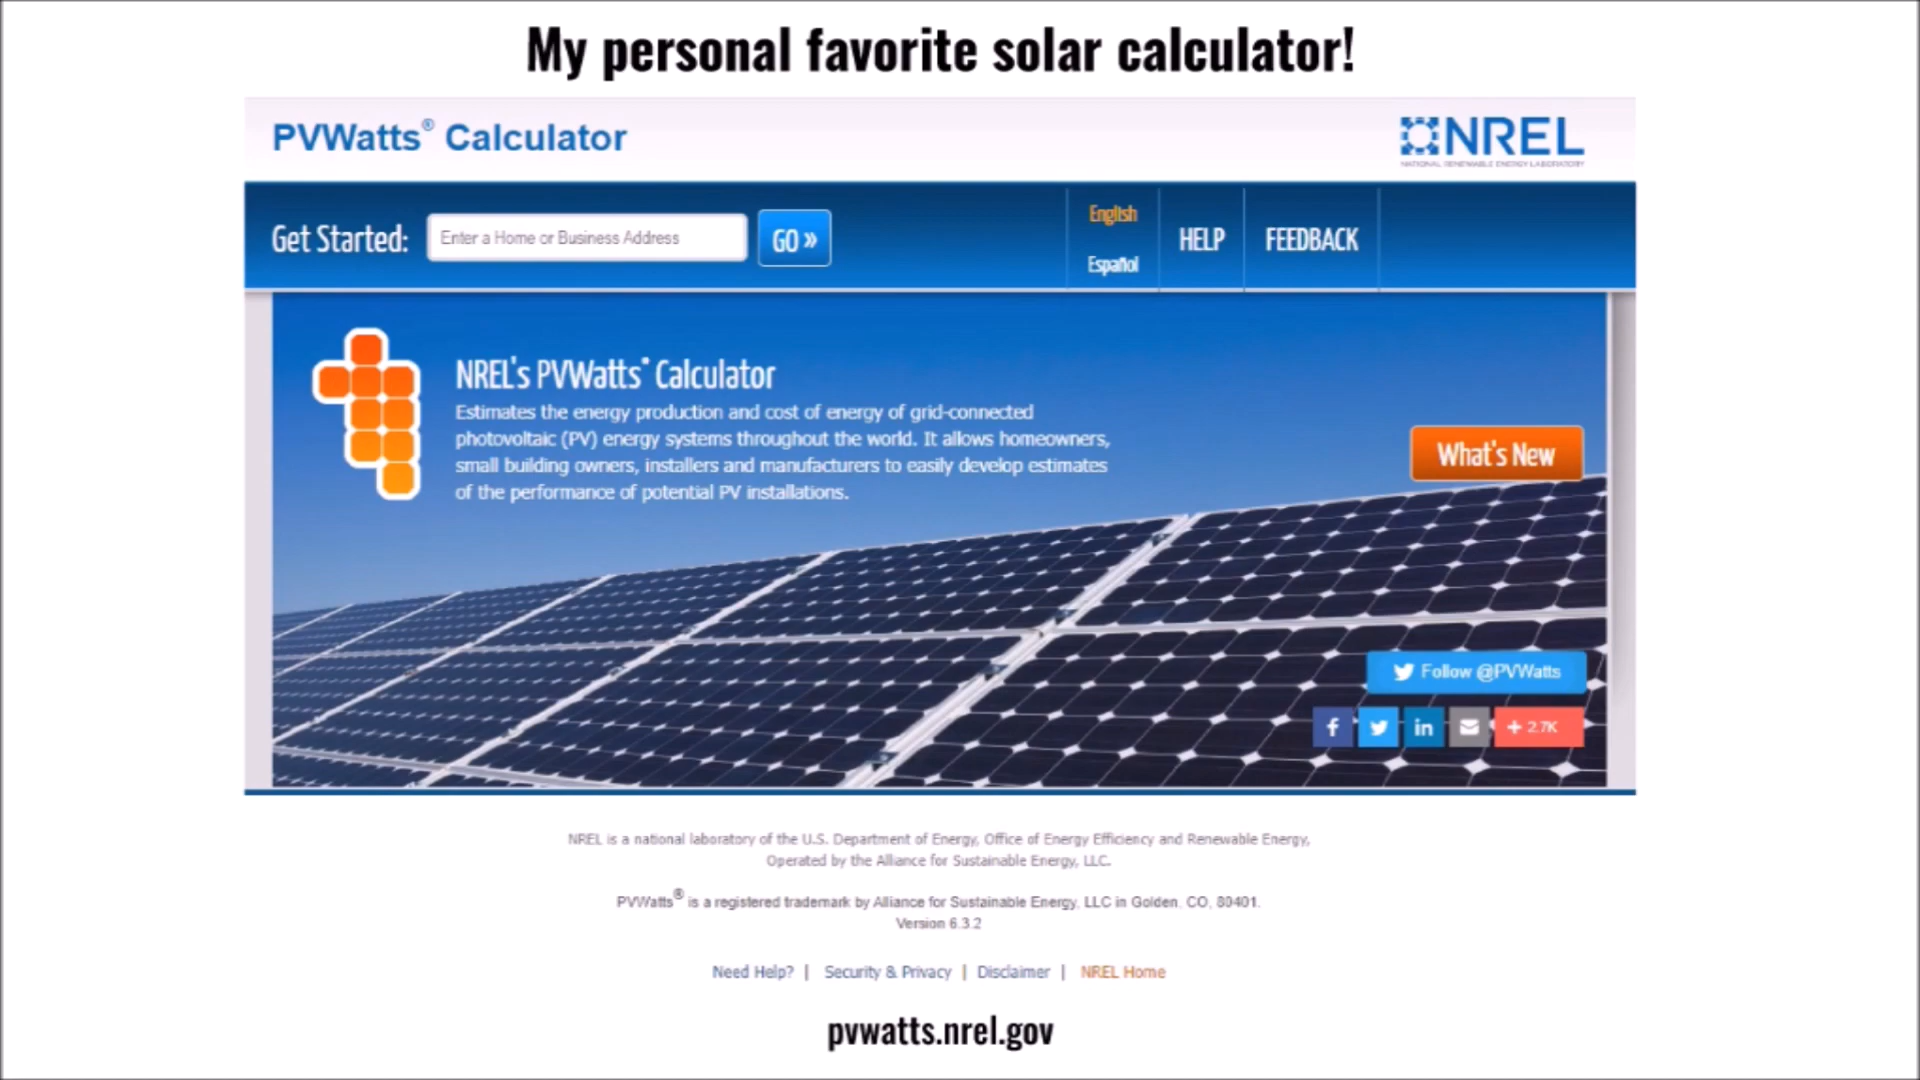 My personal favorite solar calculator!
PVWatts® Calculator
NREL
NATIONAL RENEWABLE ENERGY LABORATORY
Get Started:
Enter a Home or Business Address
GO »
English
Español
HELP
FEEDBACK
NREL's PVWatts® Calculator
Estimates the energy production and cost of energy of grid-connected
photovoltaic (PV) energy systems throughout the world. It allows homeowners,
small building owners, installers and manufacturers to easily develop estimates
of the performance of potential PV installations.
What's New
Follow @PVWatts
f
in
+ 2.7K
NREL is a national laboratory of the U.S. Department of Energy, Office of Energy Efficiency and Renewable Energy,
Operated by the Alliance for Sustainable Energy, LLC.
PVWatts® is a registered trademark by Alliance for Sustainable Energy, LLC in Golden, CO, 80401.
Version 6.3.2
Need Help? | Security & Privacy | Disclaimer | NREL Home
pvwatts.nrel.gov